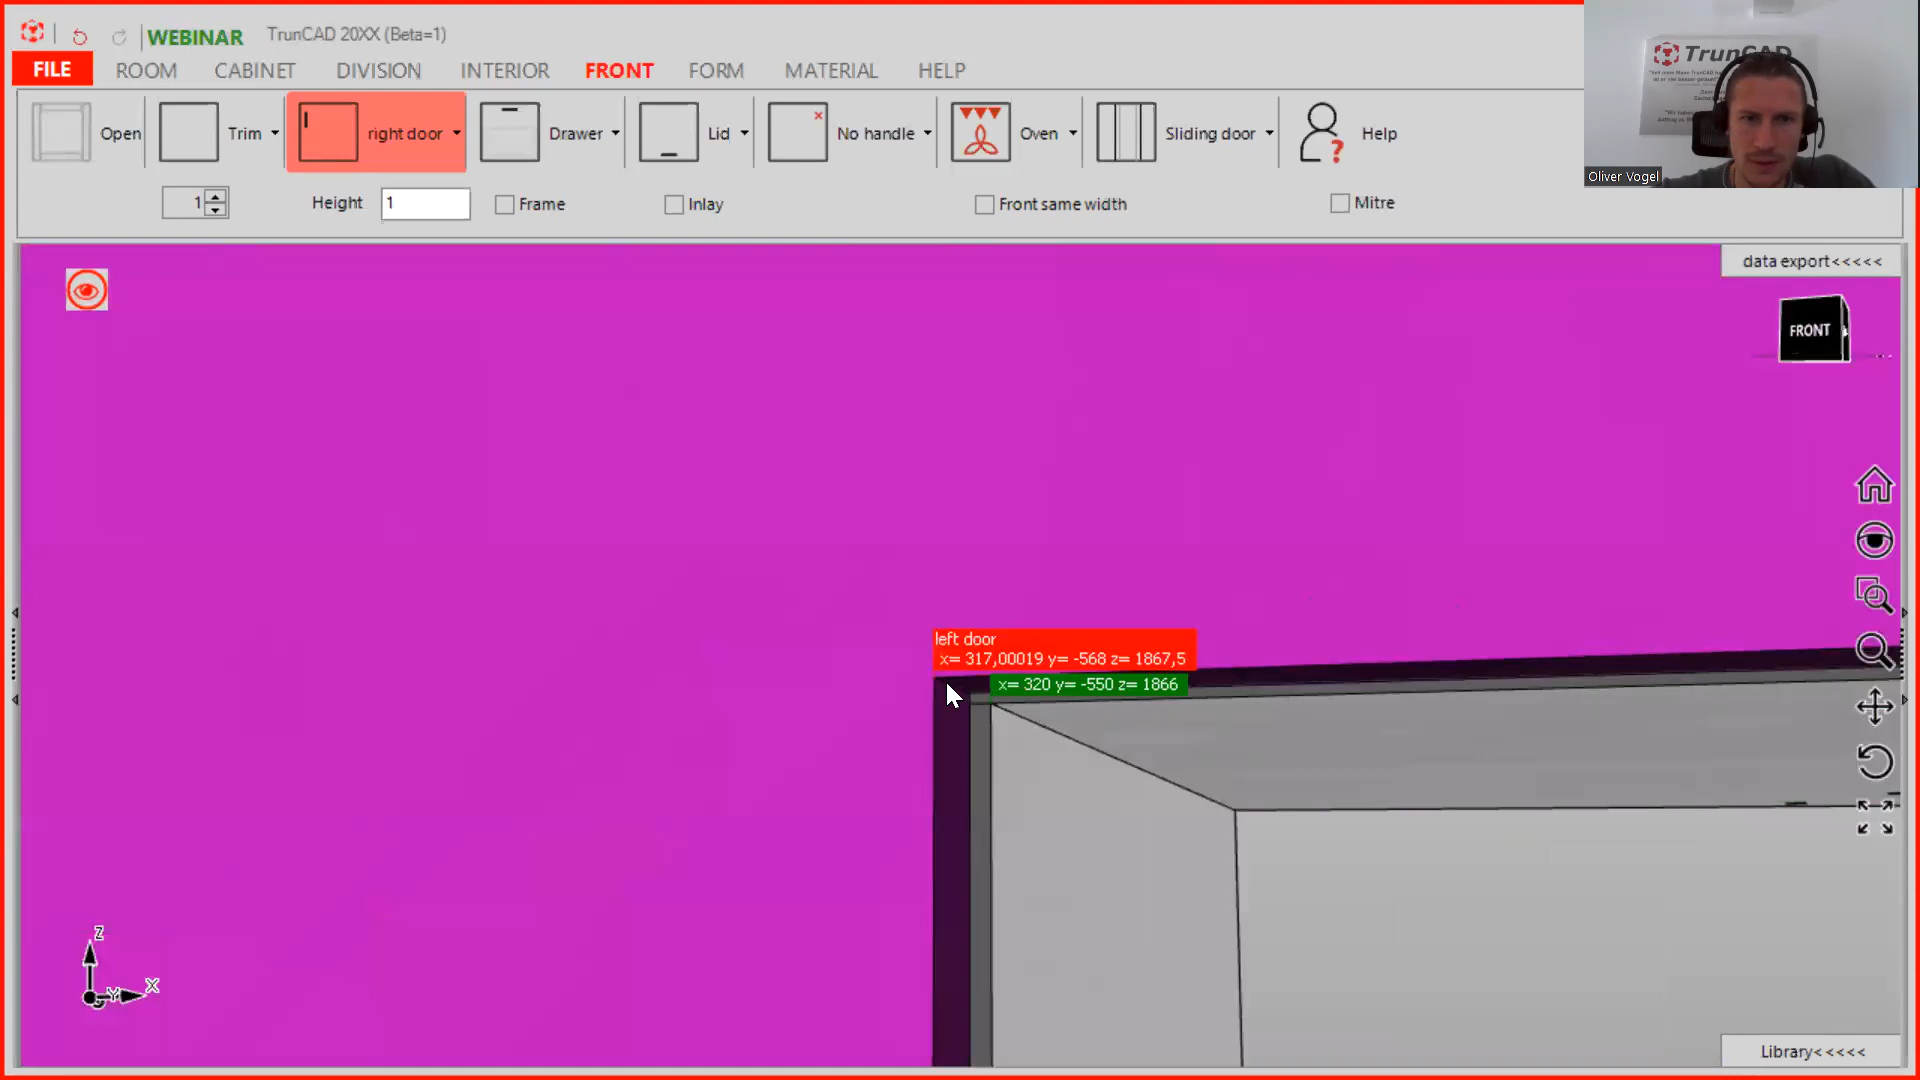 WEBINAR
TrunCAD 20XX (Beta=1)
FILE
ROOM
CABINET
DIVISION
INTERIOR
FRONT
FORM
MATERIAL
HELP
Open
Trim
right door
Drawer
Lid
No handle
Oven
Sliding door
Help
1
Height
1
Frame
Inlay
Front same width
Mitre
TrunCAD
Oliver Vogel
data export<<<<<
FRONT
left door
x= 317,00019 y= -568 z= 1867,5
x= 320 y= -550 z= 1866
Z
Y
X
Library<<<<<